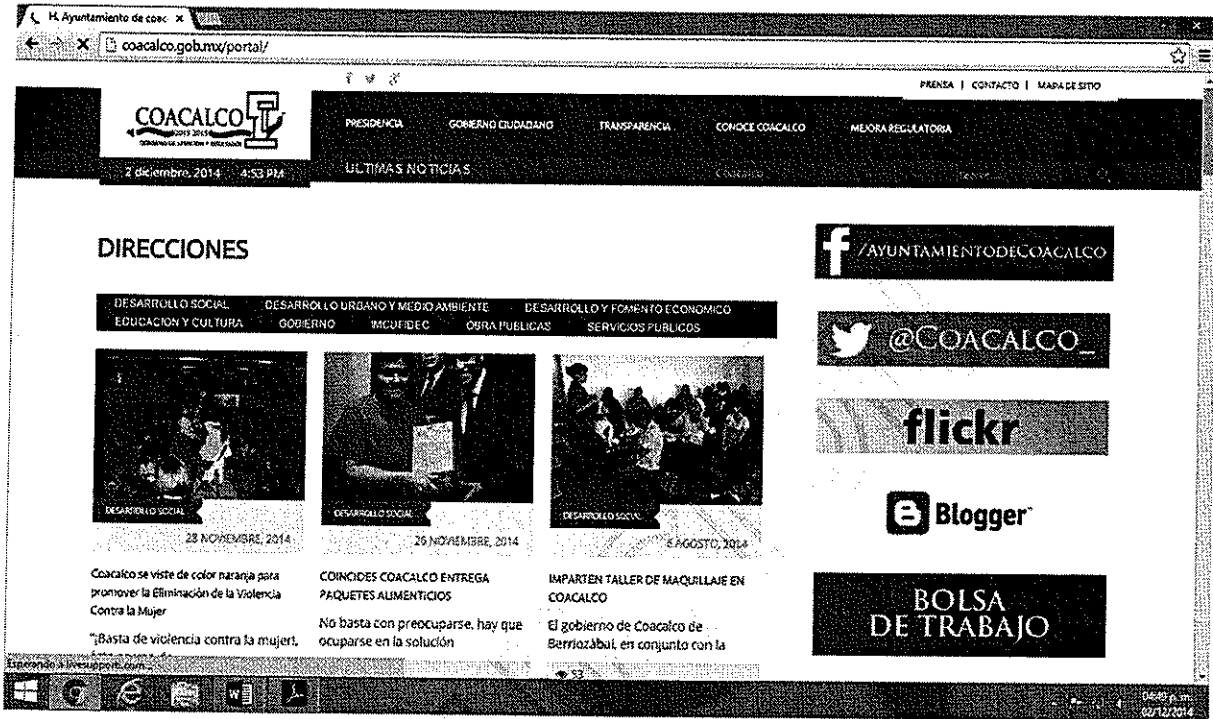 H. Ayuntamiento de coac
coacalco.gob.mx/portal/
PRENSA | CONTACTO | MAPA DE SITIO
COACALCO
PRESIDENCIA GOBIERNO CIUDADANO TRANSPARENCIA CONOCE COACALCO MEJORA REGULATORIA
2 diciembre, 2014 4:53 PM
ULTIMAS NOTICIAS
DIRECCIONES
DESARROLLO SOCIAL DESARROLLO URBANO Y MEDIO AMBIENTE DESARROLLO Y FOMENTO ECONOMICO
EDUCACION Y CULTURA GOBIERNO IMCUFIDEC OBRA PUBLICAS SERVICIOS PUBLICOS
DESARROLLO SOCIAL
28 NOVIEMBRE, 2014
Coacalco se viste de color naranja para
promover la Eliminación de la Violencia
Contra la Mujer
"¡Basta de violencia contra la mujer!,
DESARROLLO SOCIAL
26 NOVIEMBRE, 2014
COINCIDES COACALCO ENTREGA
PAQUETES ALIMENTICIOS
No basta con preocuparse, hay que
ocuparse en la solución
DESARROLLO SOCIAL
6 AGOSTO, 2014
IMPARTEN TALLER DE MAQUILLAJE EN
COACALCO
El gobierno de Coacalco de
Berriozábal, en conjunto con la
53
/AYUNTAMIENTODECOACALCO
@COACALCO_
flickr
Blogger
BOLSA
DE TRABAJO
Esperando a livesupporti.com
04:49 p.m.
02/12/2014